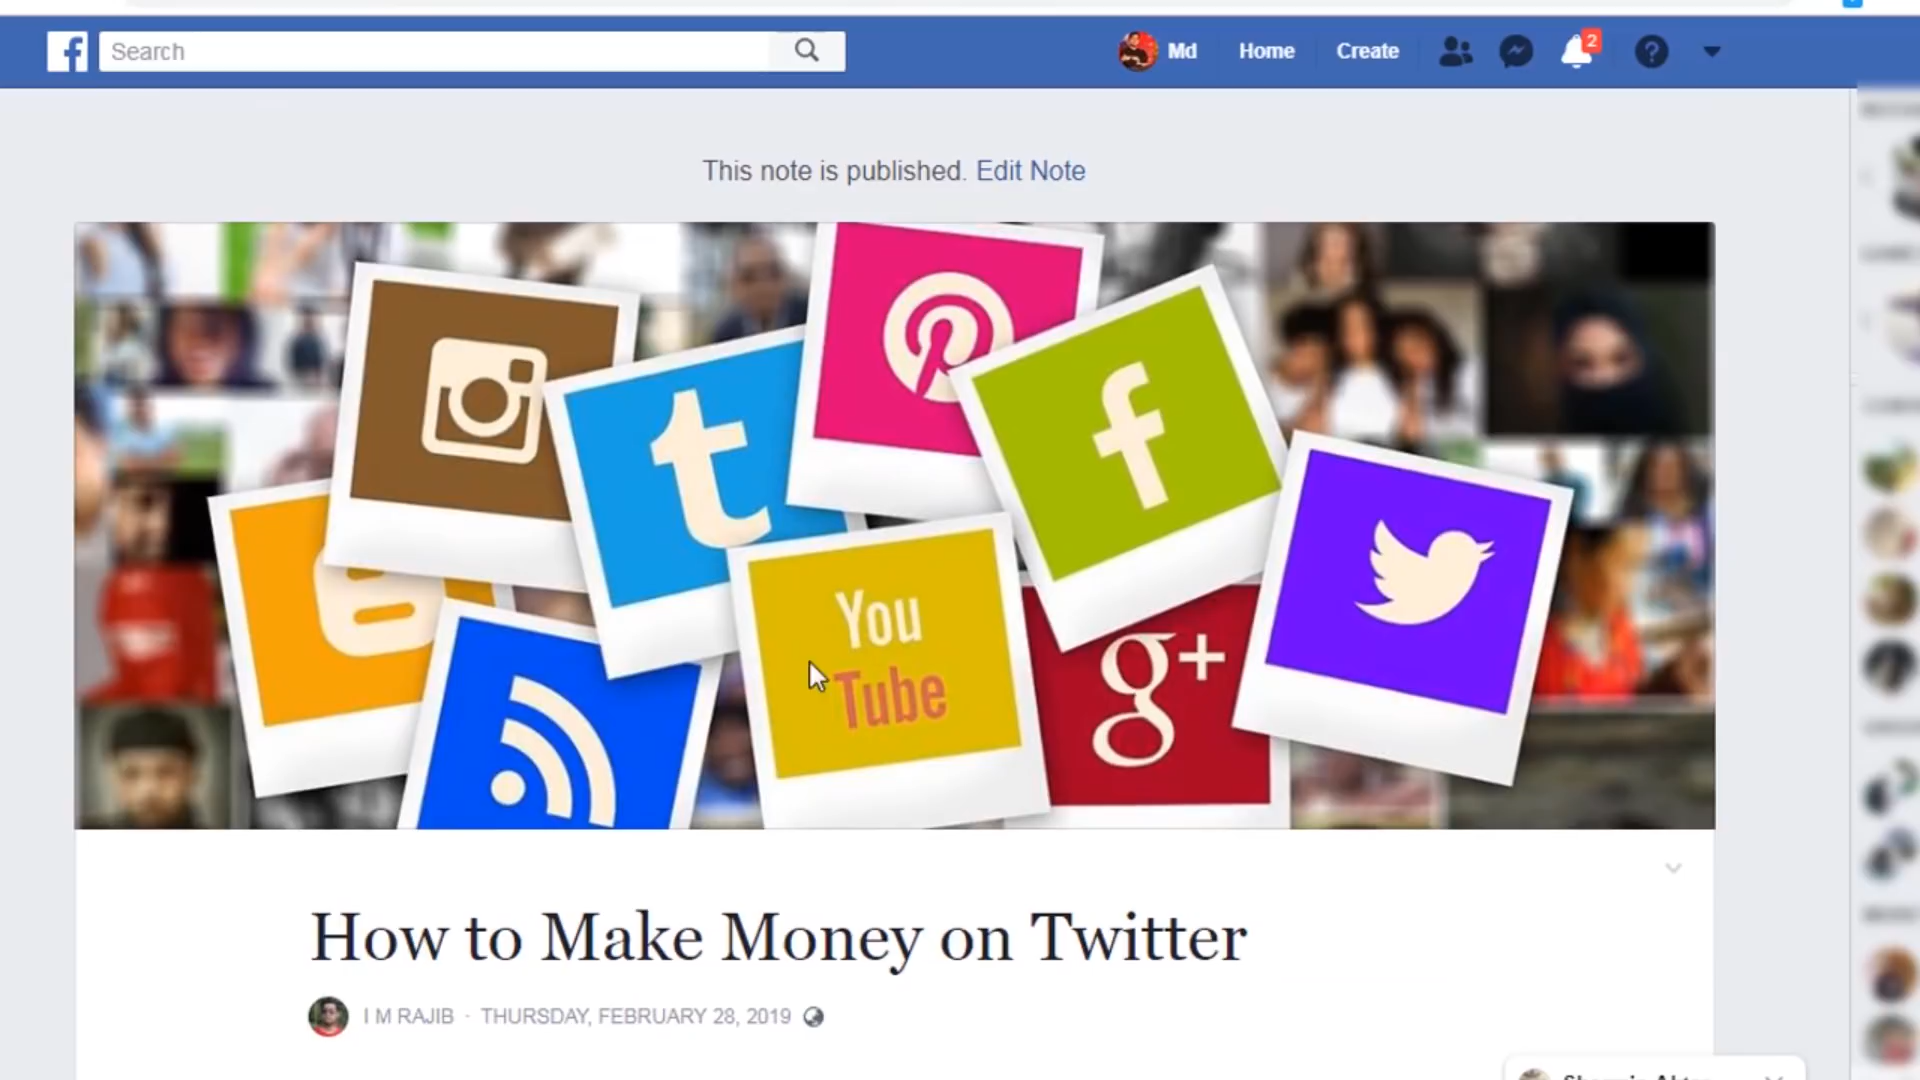 Search
Md
Home
Create
2
This note is published. Edit Note
You
Tube
g+
How to Make Money on Twitter
I M RAJIB · THURSDAY, FEBRUARY 28, 2019